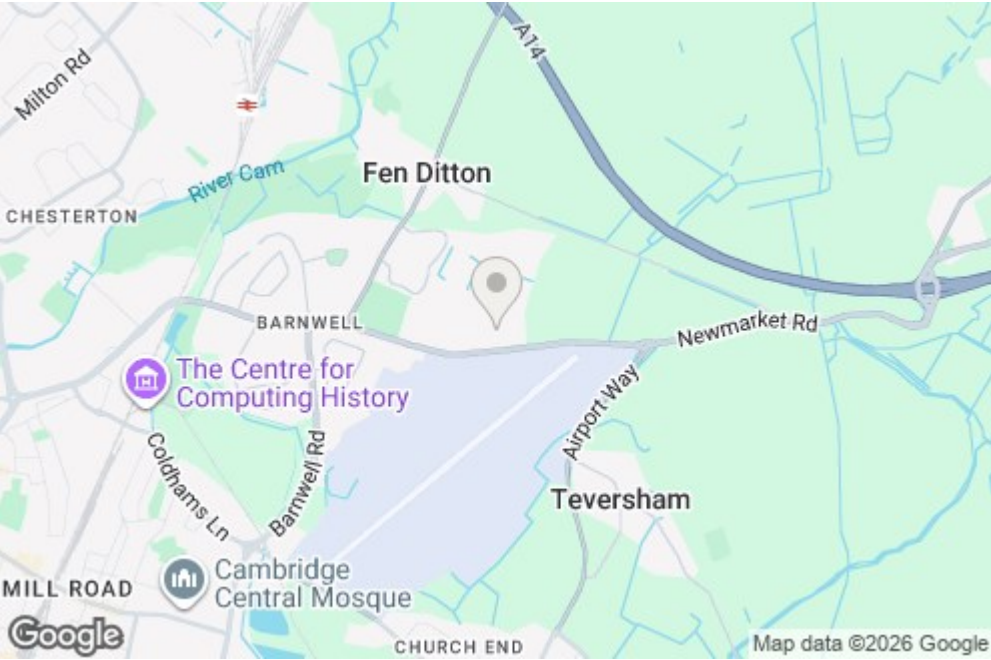 A14
Milton Rd
Fen Ditton
River Cam
CHESTERTON
BARNWELL
Newmarket Rd
The Centre for
Computing History
Airport Way
Coldhams Ln
Barnwell Rd
Teversham
Cambridge
Central Mosque
MILL ROAD
CHURCH END
Google
Map data ©2026 Google